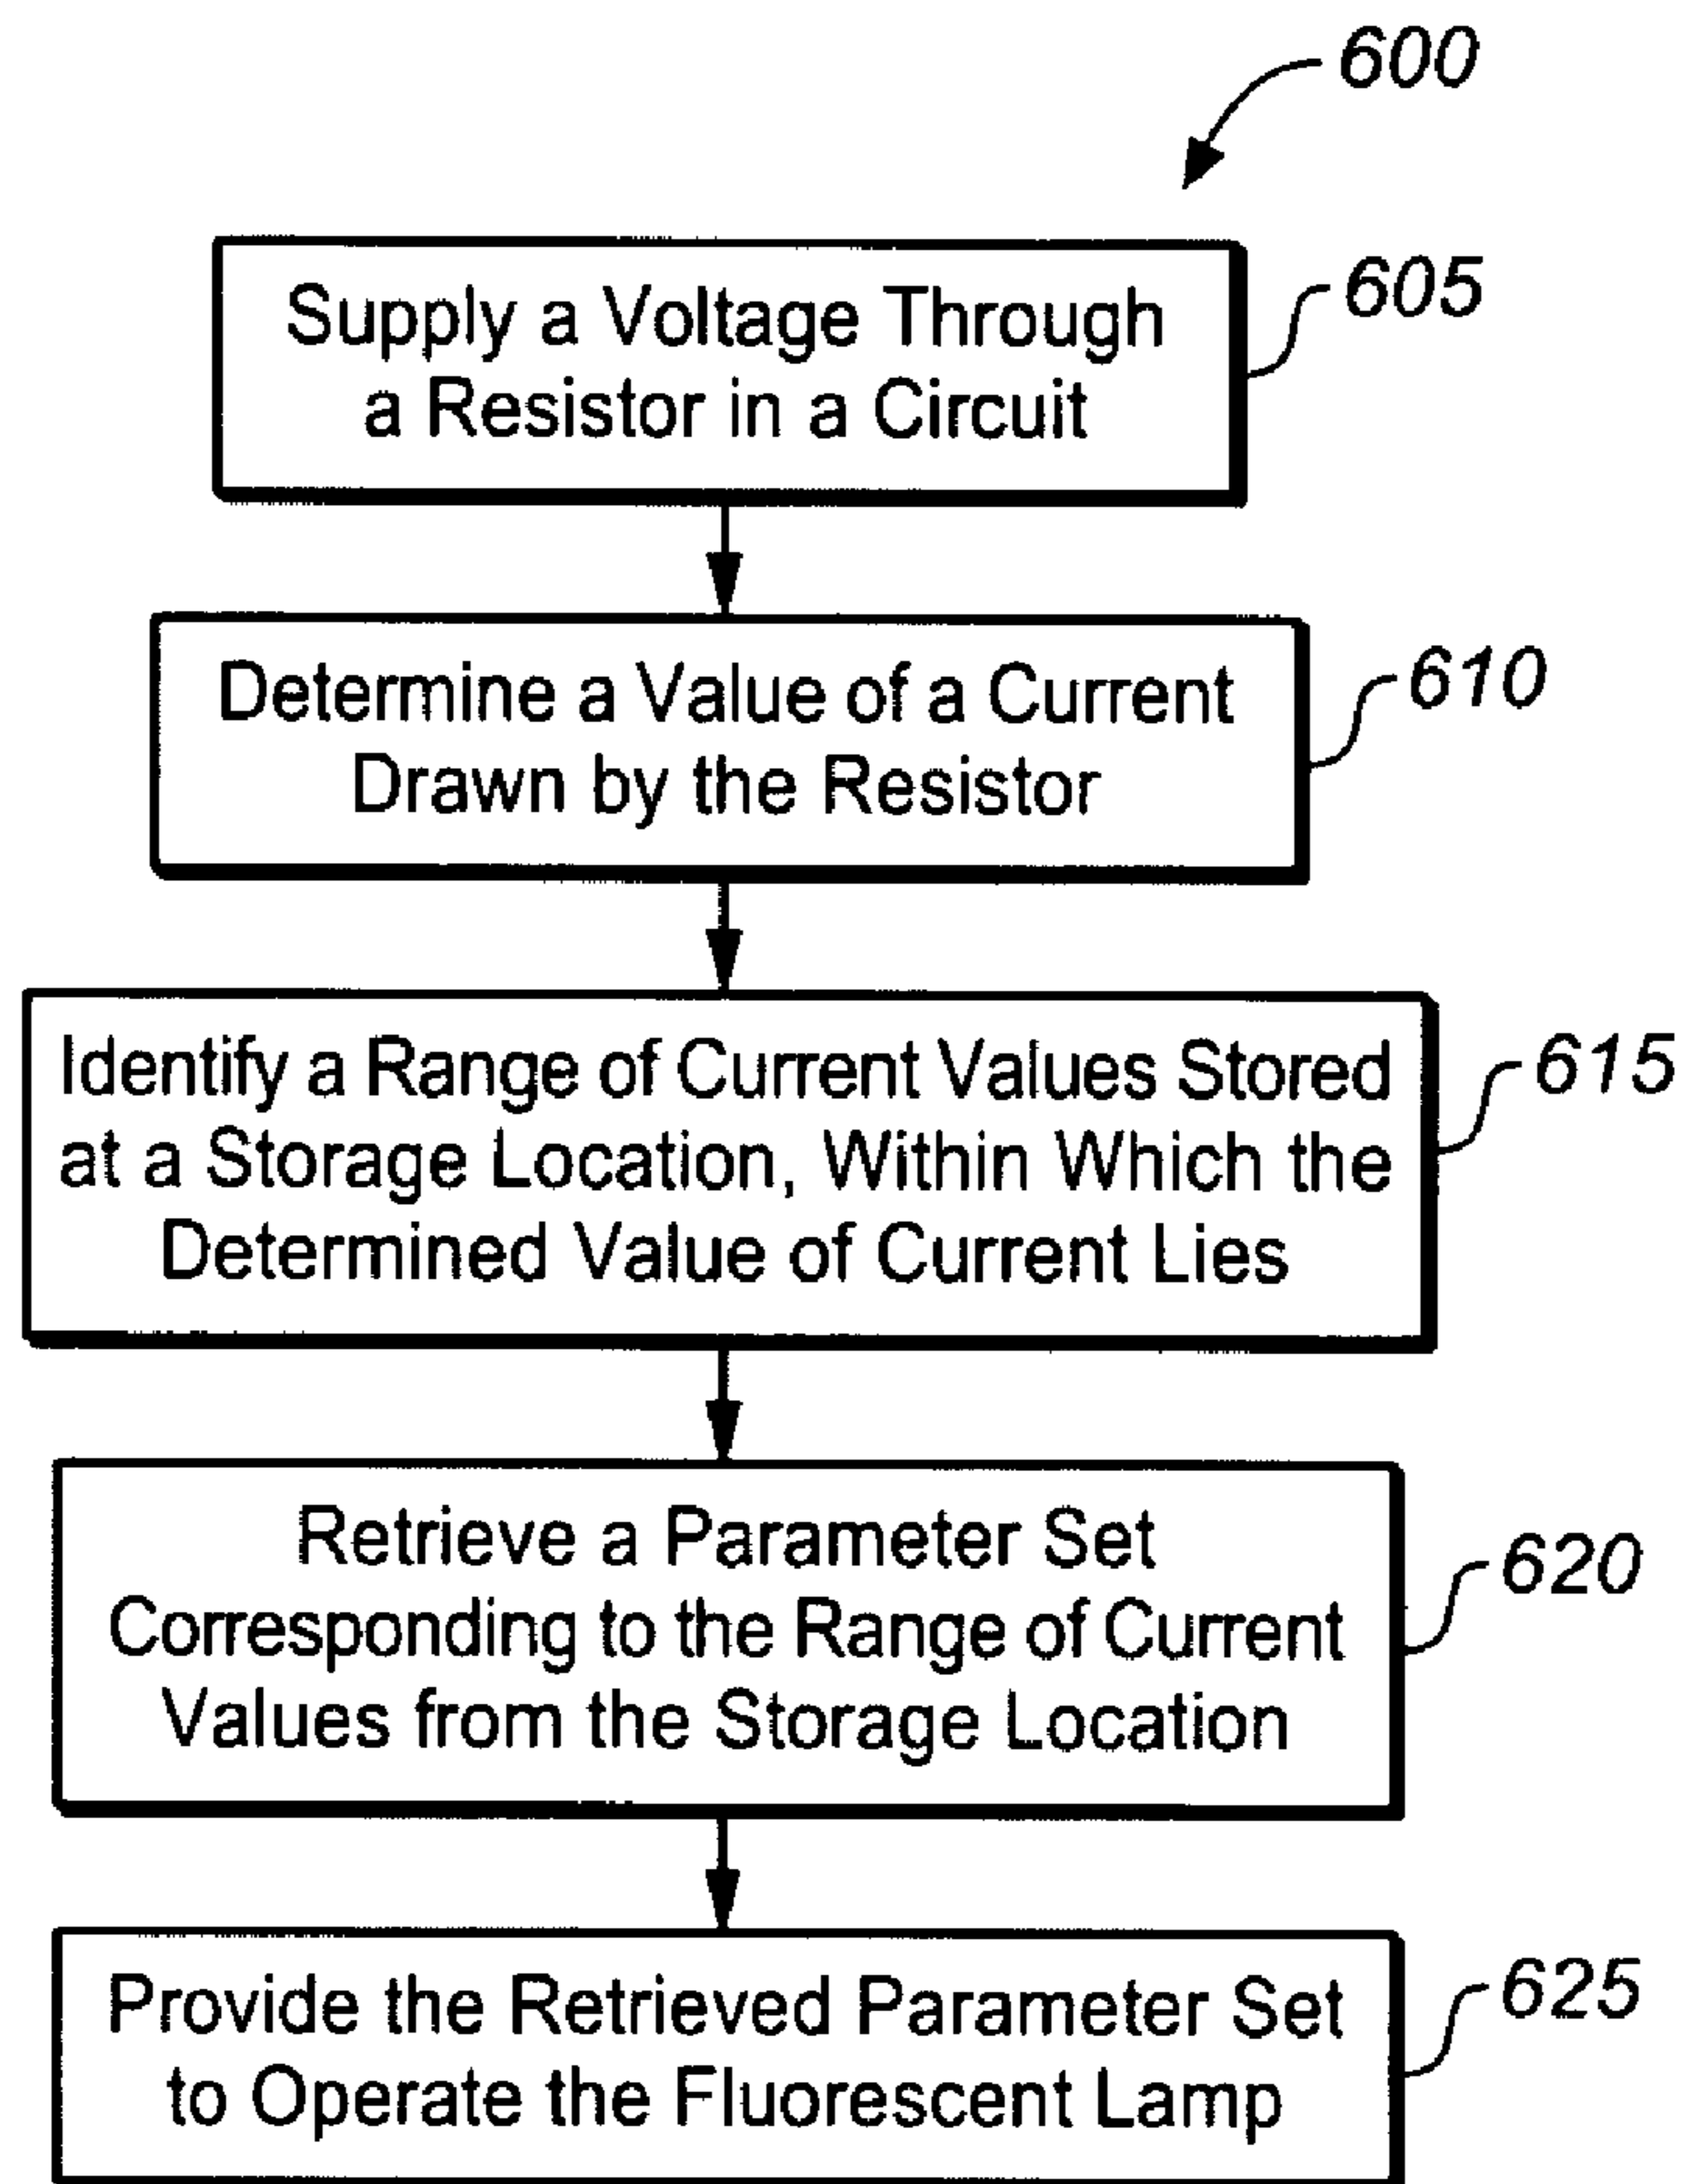 600
Supply a Voltage Through
a Resistor in a Circuit
605
Determine a Value of a Current
Drawn by the Resistor
610
Identify a Range of Current Values Stored
at a Storage Location, Within Which the
Determined Value of Current Lies
615
Retrieve a Parameter Set
Corresponding to the Range of Current
Values from the Storage Location
620
Provide the Retrieved Parameter Set
to Operate the Fluorescent Lamp
625